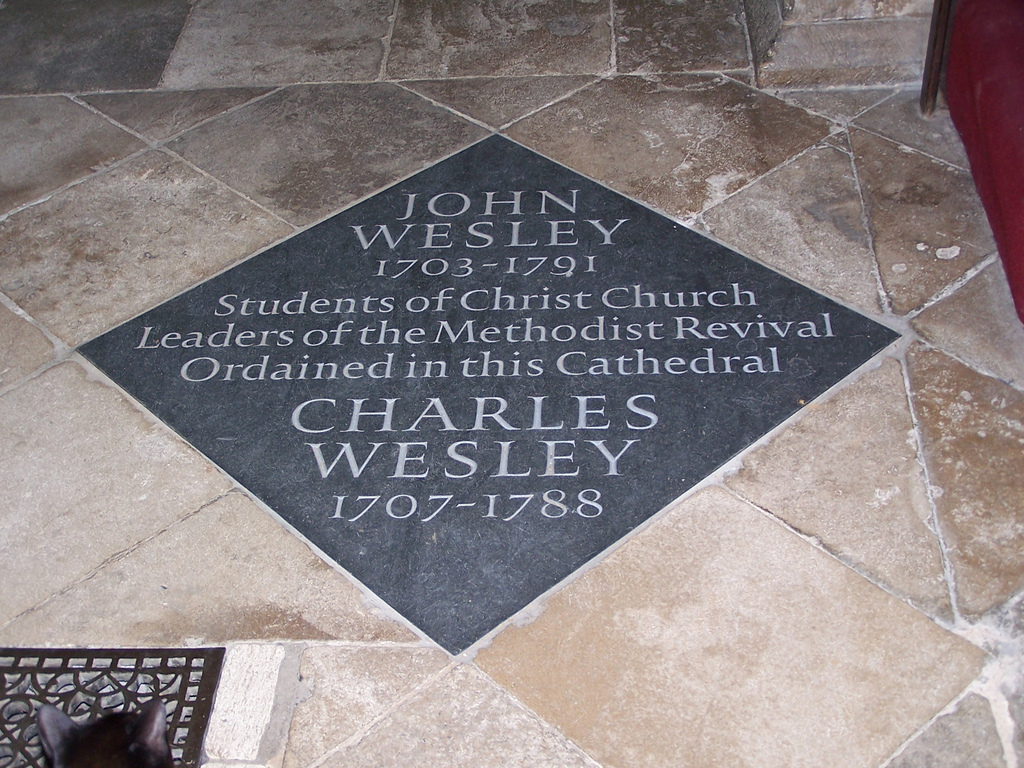 JOHN
WESLEY
1703-1791
Students of Christ Church
Leaders of the Methodist Revival
Ordained in this Cathedral
CHARLES
WESLEY
1707-1788